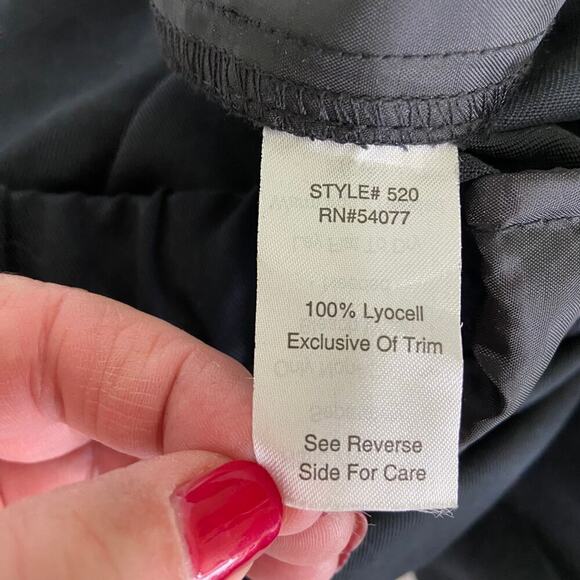 STYLE# 520
RN#54077
100% Lyocell
Exclusive Of Trim
See Reverse
Side For Care